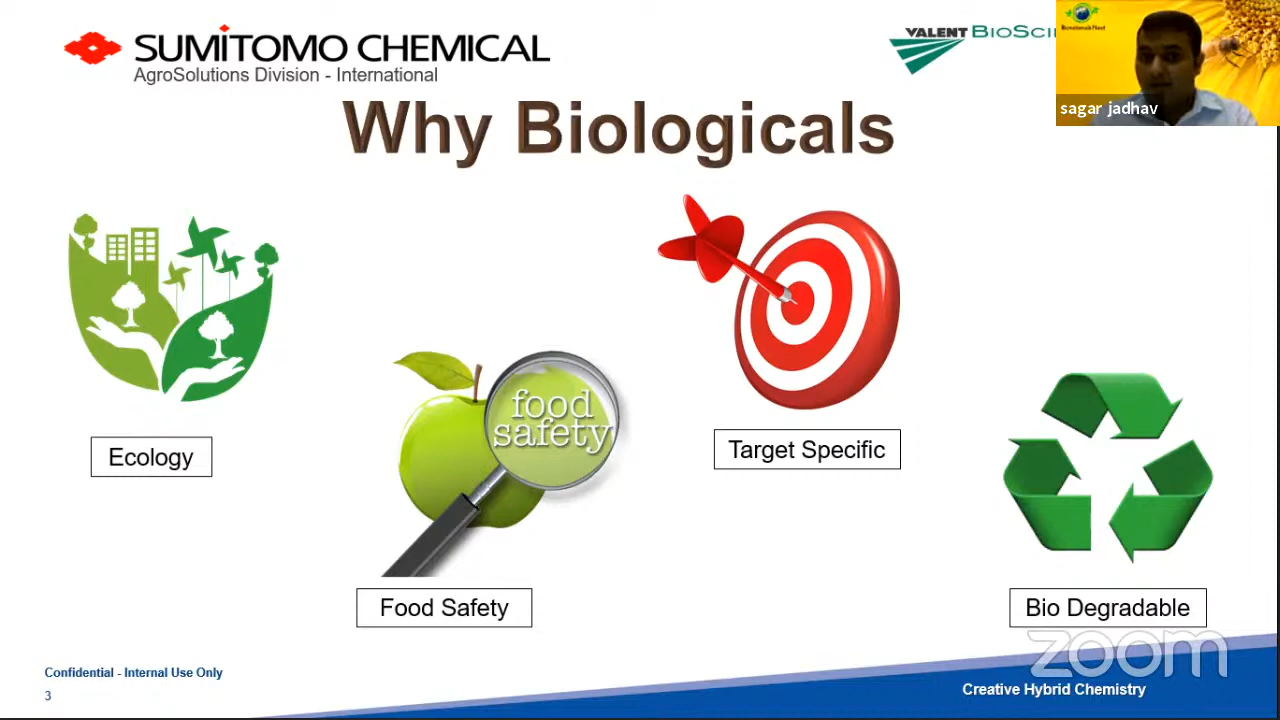 SUMITOMO CHEMICAL
AgroSolutions Division - International
VALENT
sagar jadhav
Why Biologicals
food
safety
Ecology
Target Specific
Food Safety
Bio Degradable
zoom
Confidential - Internal Use Only
3
Creative Hybrid Chemistry